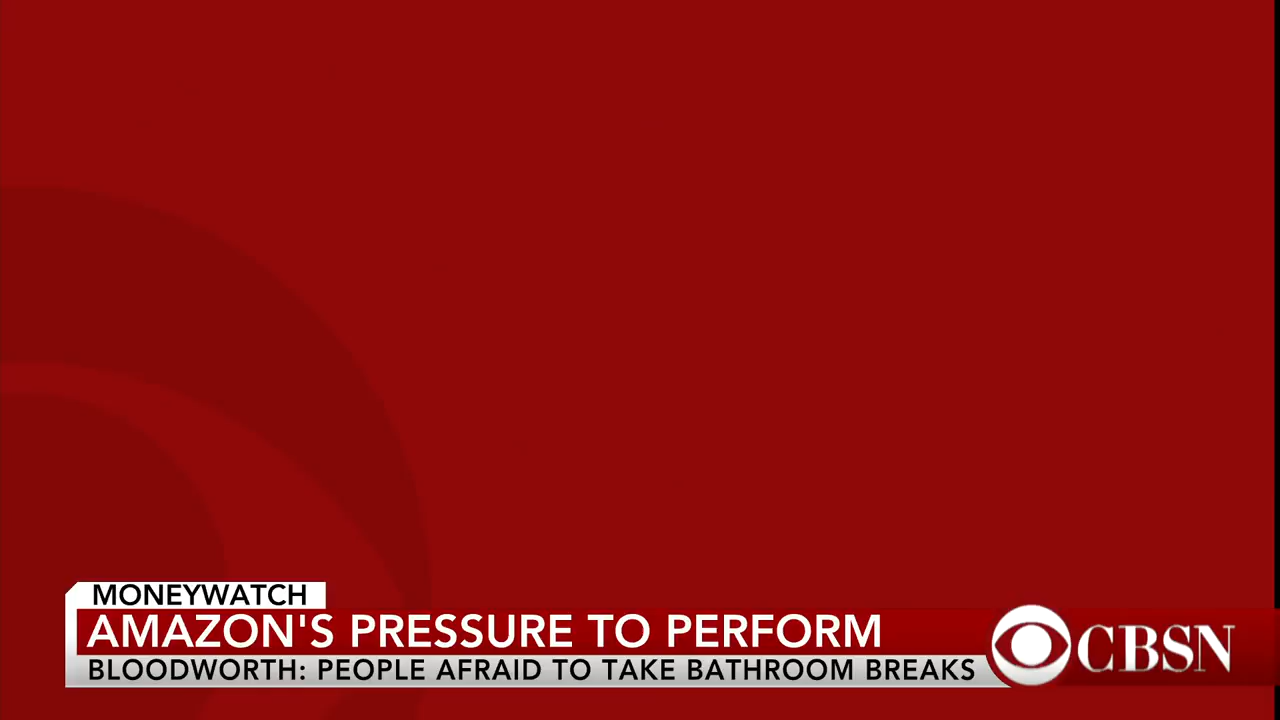 MONEYWATCH
AMAZON'S PRESSURE TO PERFORM
BLOODWORTH: PEOPLE AFRAID TO TAKE BATHROOM BREAKS
CBSN